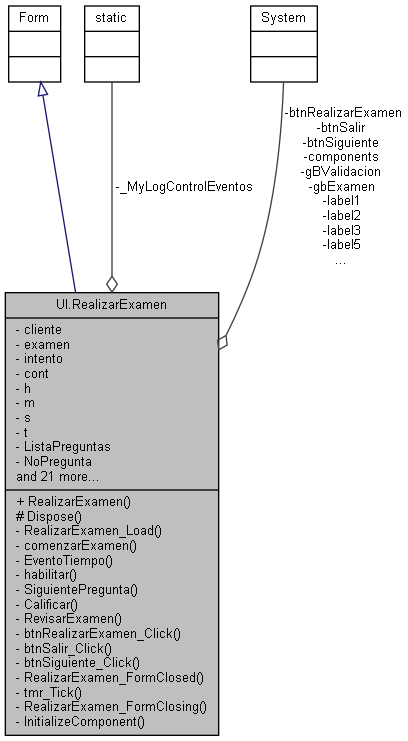 Form
static
System
-btnRealizarExamen
-btnSalir
-btnSiguiente
-components
-gBValidacion
-gbExamen
-label1
-label2
-label3
-label5
...
-_MyLogControlEventos
UI.RealizarExamen
- cliente
- examen
- intento
- cont
- h
- m
- s
- t
- ListaPreguntas
- NoPregunta
and 21 more...
+ RealizarExamen()
# Dispose()
- RealizarExamen_Load()
- comenzarExamen()
- EventoTiempo()
- habilitar()
- SiguientePregunta()
- Calificar()
- RevisarExamen()
- btnRealizarExamen_Click()
- btnSalir_Click()
- btnSiguiente_Click()
- RealizarExamen_FormClosed()
- tmr_Tick()
- RealizarExamen_FormClosing()
- InitializeComponent()